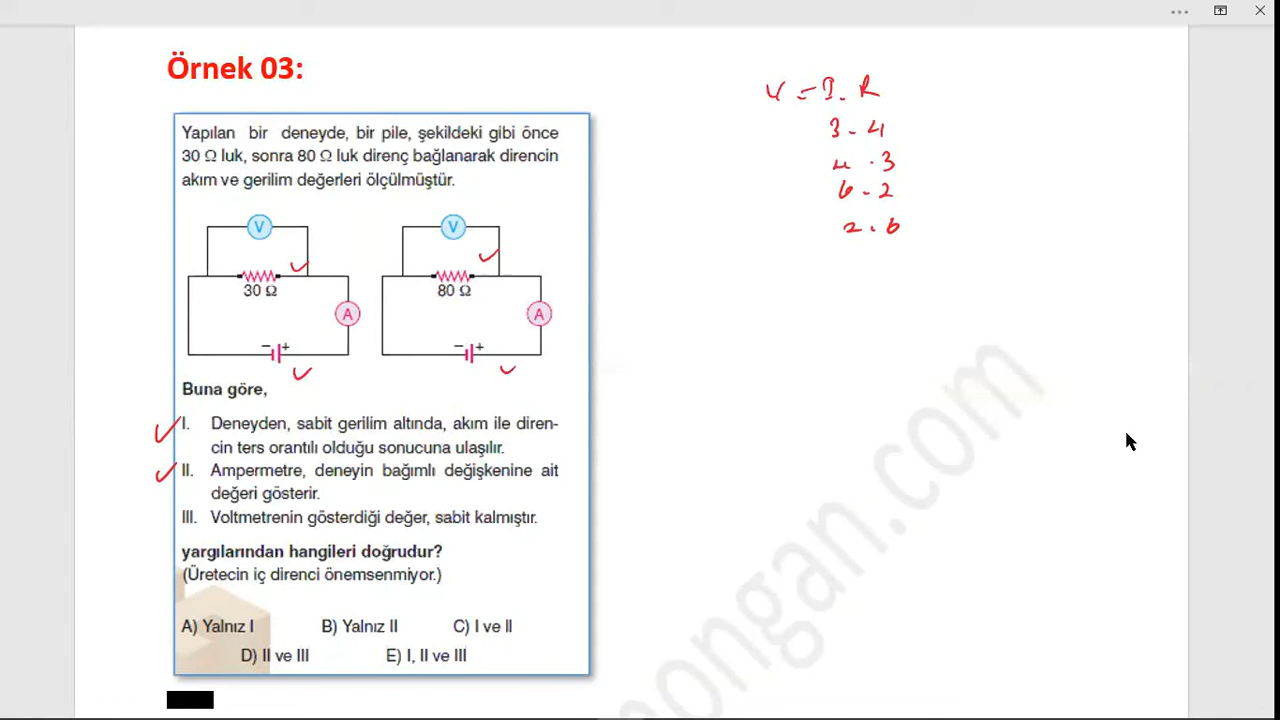 Örnek 03:
Yapılan bir deneyde, bir pile, şekildeki gibi önce
30 Ω luk, sonra 80 Ω luk direnç bağlanarak direncin
akım ve gerilim değerleri ölçülmüştür.
V
V
30 Ω
80 Ω
A
A
− +
− +
Buna göre,
I. Deneyden, sabit gerilim altında, akım ile diren-
cin ters orantılı olduğu sonucuna ulaşılır.
II. Ampermetre, deneyin bağımlı değişkenine ait
değeri gösterir.
III. Voltmetrenin gösterdiği değer, sabit kalmıştır.
yargılarından hangileri doğrudur?
(Üretecin iç direnci önemsenmiyor.)
A) Yalnız I B) Yalnız II C) I ve II
D) II ve III E) I, II ve III
V = I . R
3 . 4
4 . 3
6 . 2
2 . 6
ongan.com